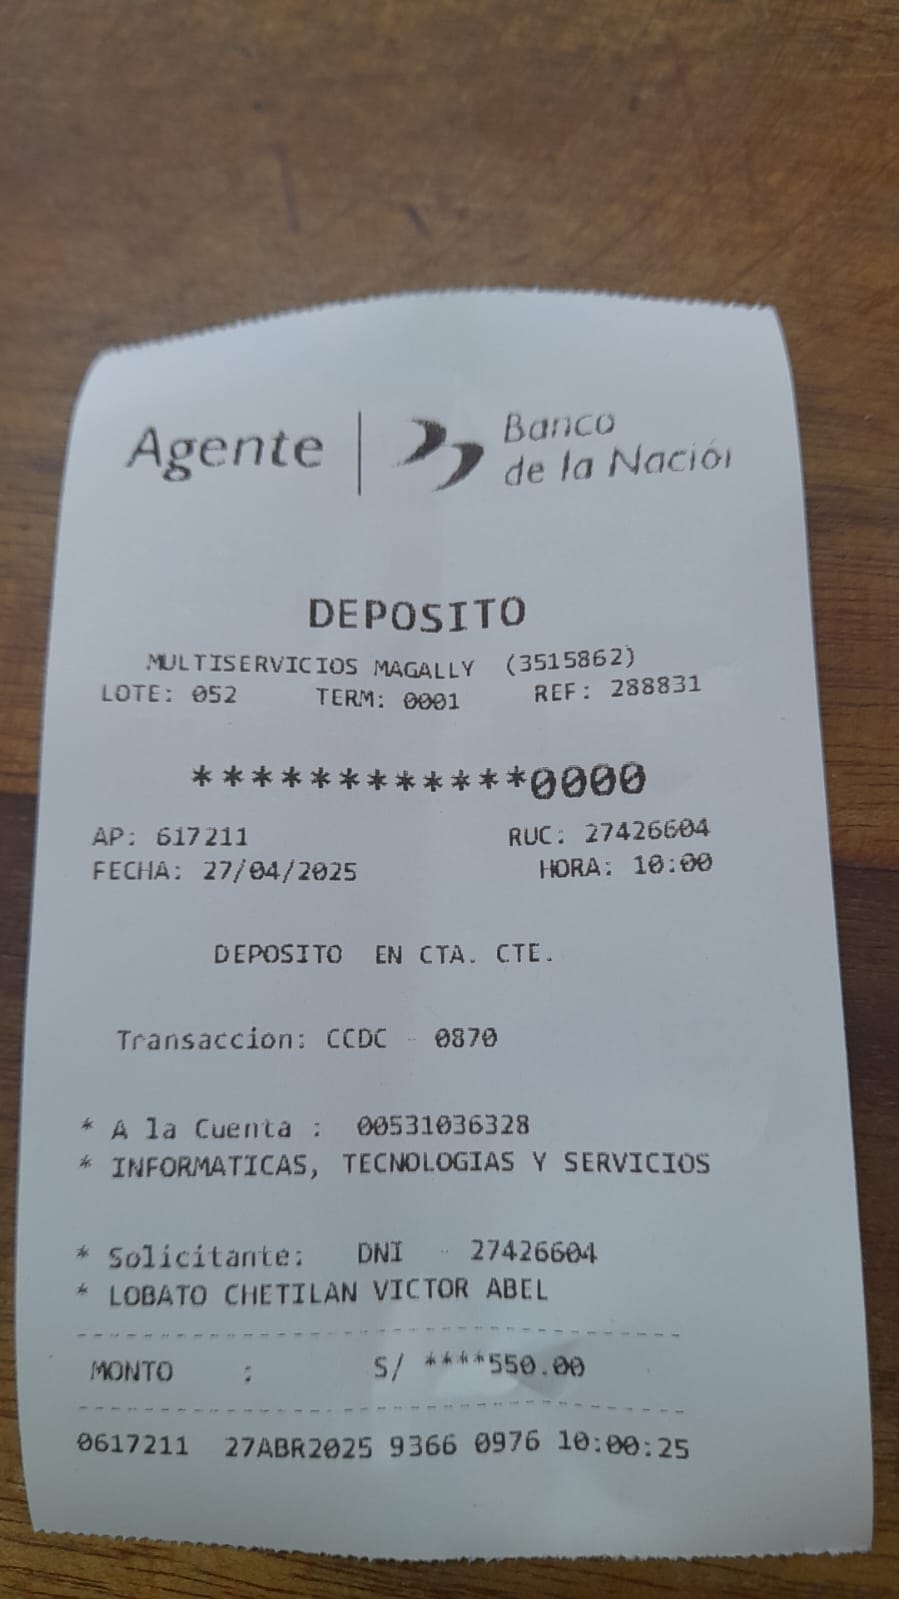 Agente | Banco
de la Nación
DEPOSITO
MULTISERVICIOS MAGALLY (3515862)
LOTE: 052 TERM: 0001 REF: 288831
************0000
AP: 617211 RUC: 27426604
FECHA: 27/04/2025 HORA: 10:00
DEPOSITO EN CTA. CTE.
Transaccion: CCDC - 0870
* A la Cuenta : 00531036328
* INFORMATICAS, TECNOLOGIAS Y SERVICIOS
* Solicitante: DNI - 27426604
* LOBATO CHETILAN VICTOR ABEL
MONTO : S/ ****550.00
0617211 27ABR2025 9366 0976 10:00:25